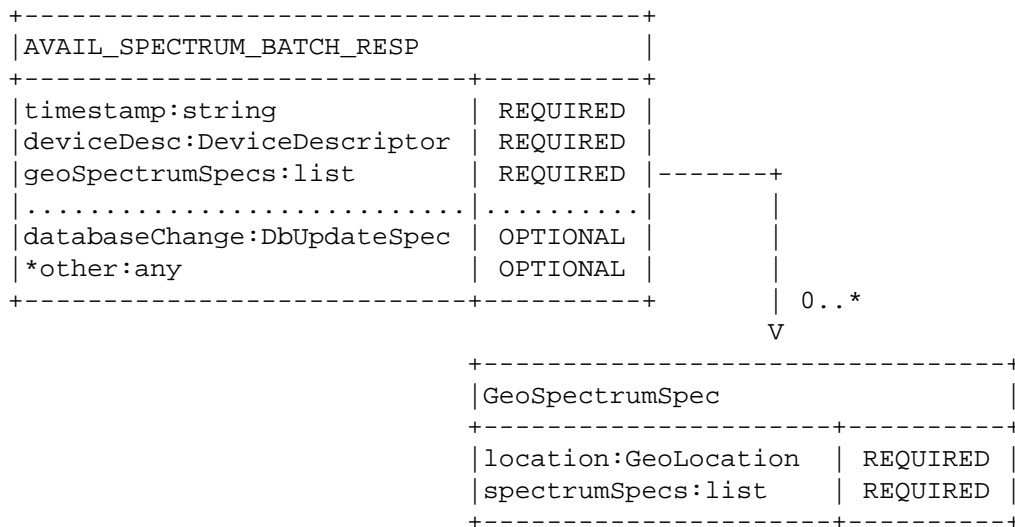 +---------------------------------------+
|AVAIL_SPECTRUM_BATCH_RESP              |
+----------------------------+----------+
|timestamp:string            | REQUIRED |
|deviceDesc:DeviceDescriptor | REQUIRED |
|geoSpectrumSpecs:list       | REQUIRED |-------+
|............................|..........|       |
|databaseChange:DbUpdateSpec | OPTIONAL |       |
|*other:any                  | OPTIONAL |       |
+----------------------------+----------+       | 0..*
                                                V
                             +---------------------------------+
                             |GeoSpectrumSpec                  |
                             +----------------------+----------+
                             |location:GeoLocation  | REQUIRED |
                             |spectrumSpecs:list    | REQUIRED |
                             +----------------------+----------+